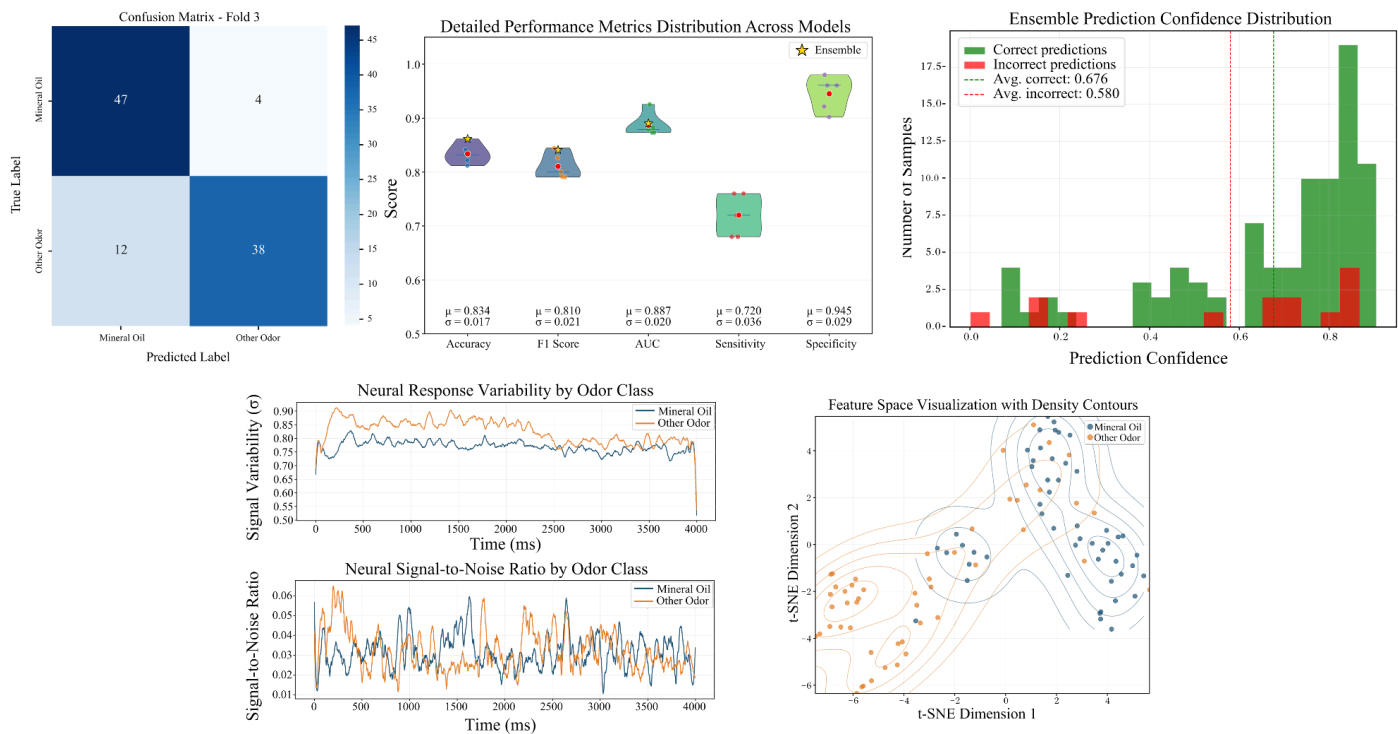 Confusion Matrix - Fold 3
True Label
Mineral Oil
Other Odor
47
4
12
38
Mineral Oil
Other Odor
Predicted Label
45
40
35
30
25
20
15
10
5
Detailed Performance Metrics Distribution Across Models
Ensemble
Score
1.0
0.9
0.8
0.7
0.6
0.5
μ = 0.834
σ = 0.017
μ = 0.810
σ = 0.021
μ = 0.887
σ = 0.020
μ = 0.720
σ = 0.036
μ = 0.945
σ = 0.029
Accuracy
F1 Score
AUC
Sensitivity
Specificity
Ensemble Prediction Confidence Distribution
Correct predictions
Incorrect predictions
Avg. correct: 0.676
Avg. incorrect: 0.580
Number of Samples
17.5
15.0
12.5
10.0
7.5
5.0
2.5
0.0
0.0
0.2
0.4
0.6
0.8
Prediction Confidence
Neural Response Variability by Odor Class
Mineral Oil
Other Odor
Signal Variability (σ)
0.90
0.85
0.80
0.75
0.70
0.65
0.60
0.55
0.50
0
500
1000
1500
2000
2500
3000
3500
4000
Time (ms)
Neural Signal-to-Noise Ratio by Odor Class
Mineral Oil
Other Odor
Signal-to-Noise Ratio
0.06
0.05
0.04
0.03
0.02
0.01
0
500
1000
1500
2000
2500
3000
3500
4000
Time (ms)
Feature Space Visualization with Density Contours
Mineral Oil
Other Odor
t-SNE Dimension 2
4
2
0
−2
−4
−6
−6
−4
−2
0
2
4
t-SNE Dimension 1